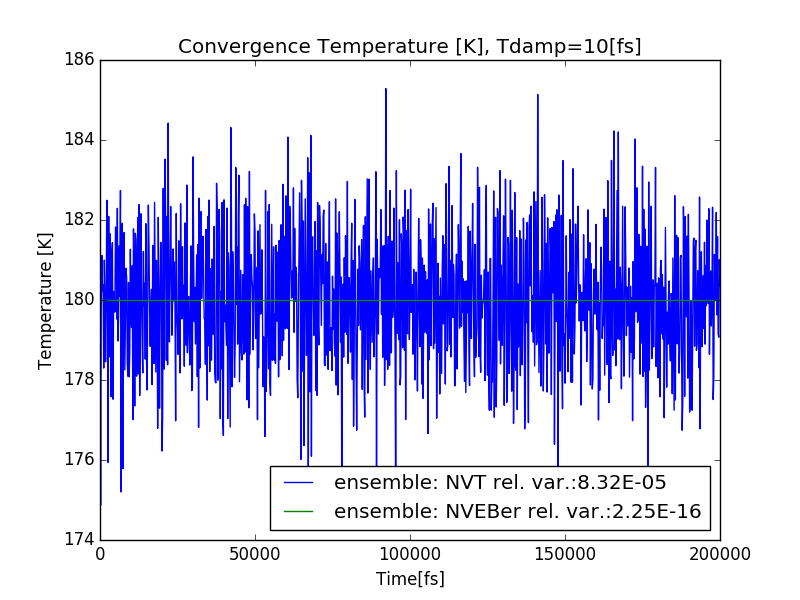 Convergence Temperature [K], Tdamp=10[fs]
186
184
182
180
178
176
174
Temperature [K]
ensemble: NVT rel. var.:8.32E-05
ensemble: NVEBer rel. var.:2.25E-16
0 50000 100000 150000 200000
Time[fs]